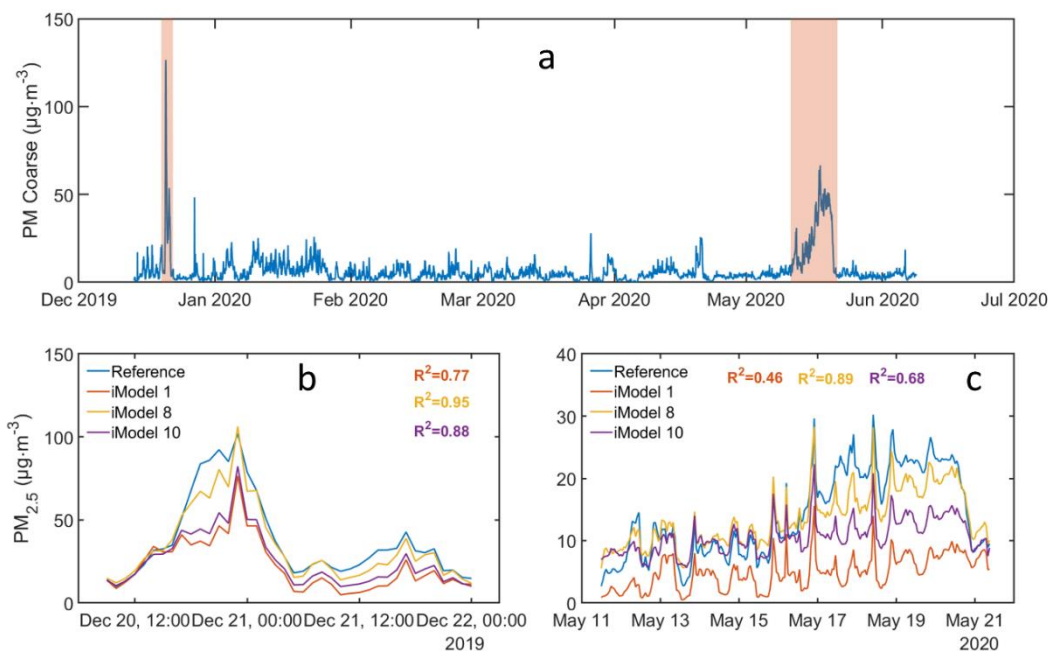 a
PM Coarse (μg·m⁻³)
150
100
50
0
Dec 2019 Jan 2020 Feb 2020 Mar 2020 Apr 2020 May 2020 Jun 2020 Jul 2020
b
PM₂.₅ (μg·m⁻³)
150
100
50
0
Reference
iModel 1
iModel 8
iModel 10
R²=0.77
R²=0.95
R²=0.88
Dec 20, 12:00 Dec 21, 00:00 Dec 21, 12:00 Dec 22, 00:00
2019
c
40
30
20
10
0
Reference
iModel 1
iModel 8
iModel 10
R²=0.46 R²=0.89 R²=0.68
May 11 May 13 May 15 May 17 May 19 May 21
2020